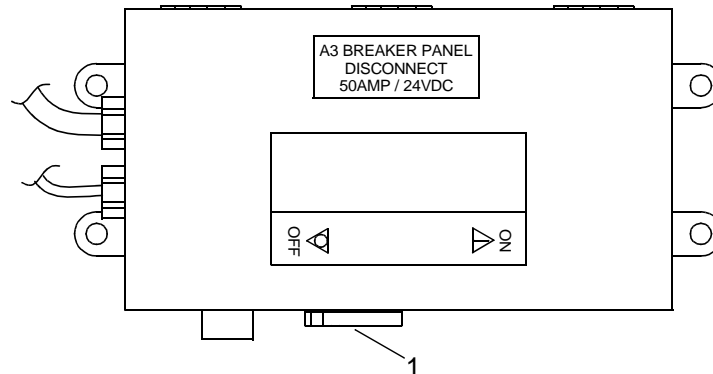 A3 BREAKER PANEL
DISCONNECT
50AMP / 24VDC
OFF
ON
1